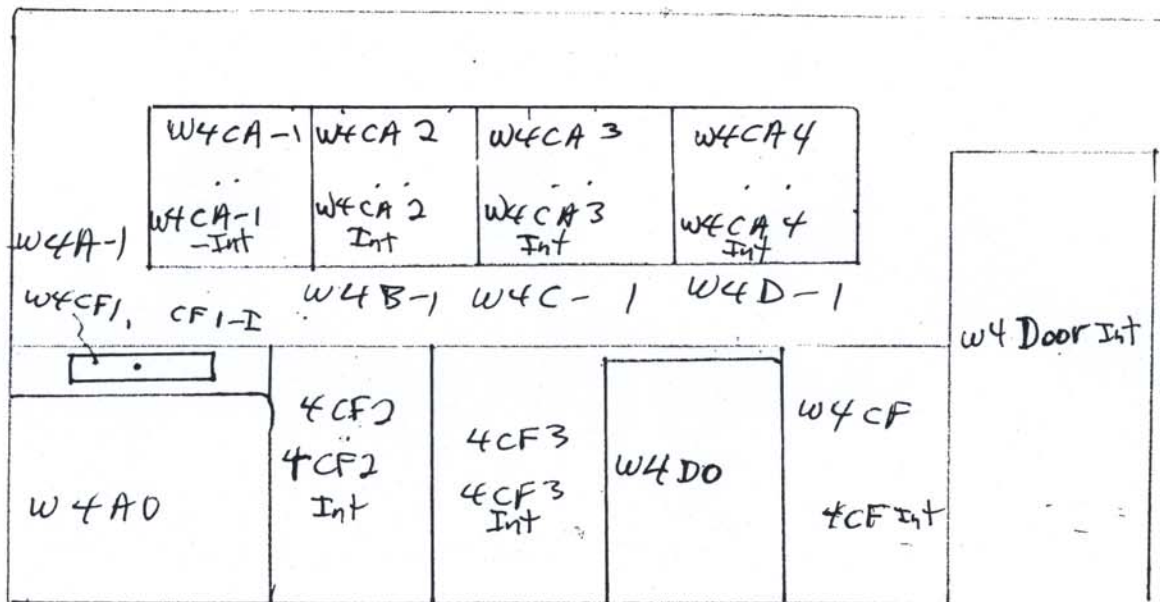 W4CA-1 W4CA 2 W4CA 3 W4CA 4
W4CA-1 W4CA 2 W4CA 3 W4CA 4
-Int Int Int Int
W4A-1
W4B-1 W4C-1 W4D-1
W4CF1, CF1-I
W4 Door Int
4CF2
4CF2
Int
4CF3
4CF3
Int
W4CF
4CF Int
W4A0
W4D0